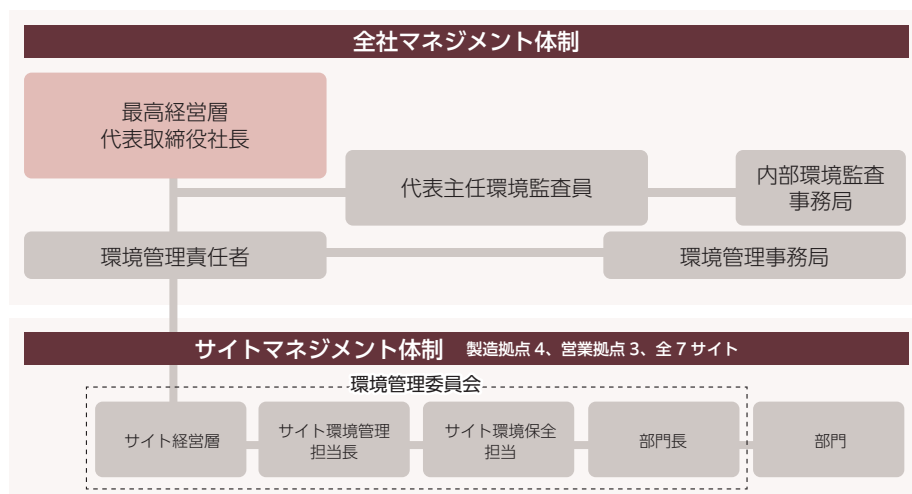 全社マネジメント体制
最高経営層
代表取締役社長
代表主任環境監査員
内部環境監査
事務局
環境管理責任者
環境管理事務局
サイトマネジメント体制 製造拠点 4、営業拠点 3、全 7 サイト
環境管理委員会
サイト経営層
サイト環境管理
担当長
サイト環境保全
担当
部門長
部門